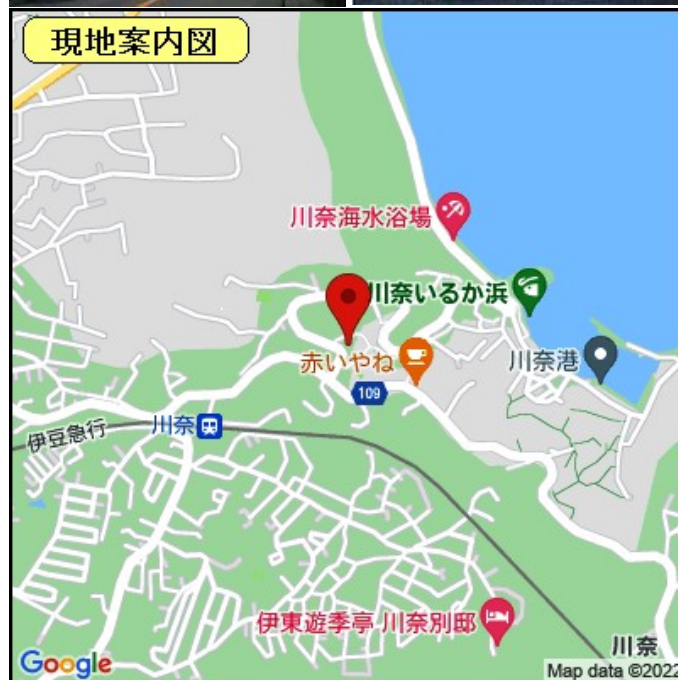 現地案内図
川奈海水浴場
川奈いるか浜
赤いやね
川奈港
109
川奈
伊豆急行
伊東遊季亭 川奈別邸
川奈
Google
Map data ©2022